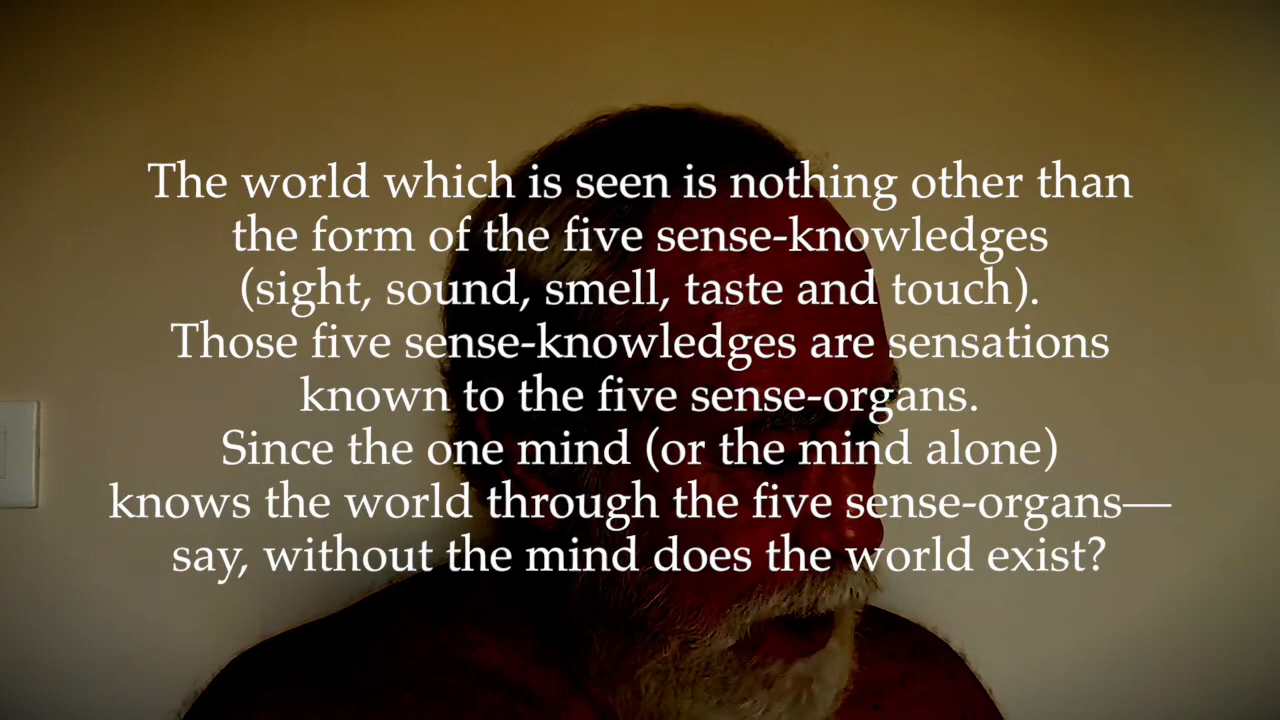 The world which is seen is nothing other than
the form of the five sense-knowledges
(sight, sound, smell, taste and touch).
Those five sense-knowledges are sensations
known to the five sense-organs.
Since the one mind (or the mind alone)
knows the world through the five sense-organs—
say, without the mind does the world exist?